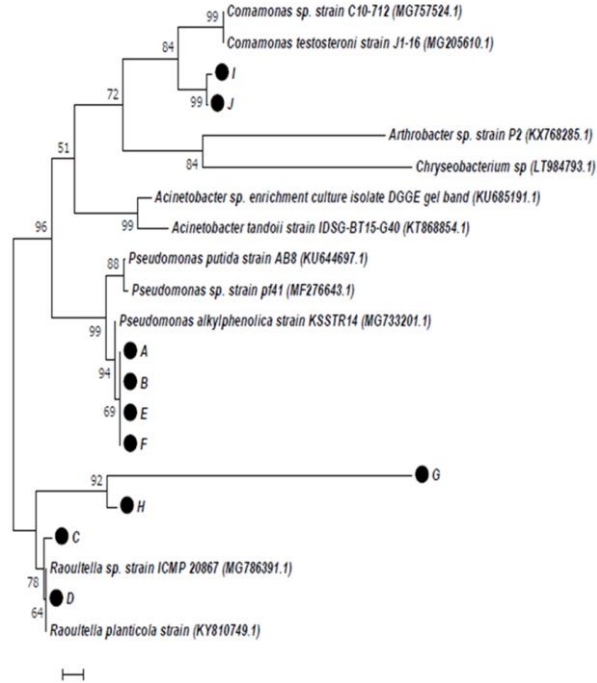 99
Comamonas sp. strain C10-712 (MG757524.1)
Comamonas testosteroni strain J1-16 (MG205610.1)
84
I
99
J
72
Arthrobacter sp. strain P2 (KX768285.1)
84
Chryseobacterium sp (LT984793.1)
51
Acinetobacter sp. enrichment culture isolate DGGE gel band (KU685191.1)
99
Acinetobacter tandoii strain IDSG-BT15-G40 (KT868854.1)
96
Pseudomonas putida strain AB8 (KU644697.1)
88
Pseudomonas sp. strain pf41 (MF276643.1)
99
Pseudomonas alkylphenolica strain KSSTR14 (MG733201.1)
A
94
B
69
E
F
92
G
H
C
Raoultella sp. strain ICMP 20867 (MG786391.1)
78
D
64
Raoultella planticola strain (KY810749.1)